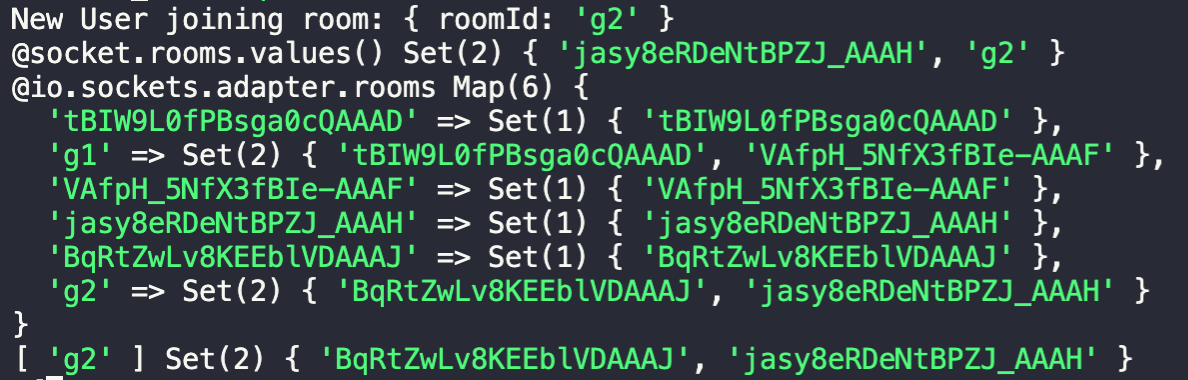 New User joining room: { roomId: 'g2' }
@socket.rooms.values() Set(2) { 'jasy8eRDeNtBPZJ_AAAH', 'g2' }
@io.sockets.adapter.rooms Map(6) {
  'tBIW9L0fPBsga0cQAAAD' => Set(1) { 'tBIW9L0fPBsga0cQAAAD' },
  'g1' => Set(2) { 'tBIW9L0fPBsga0cQAAAD', 'VAfpH_5NfX3fBIe-AAAF' },
  'VAfpH_5NfX3fBIe-AAAF' => Set(1) { 'VAfpH_5NfX3fBIe-AAAF' },
  'jasy8eRDeNtBPZJ_AAAH' => Set(1) { 'jasy8eRDeNtBPZJ_AAAH' },
  'BqRtZwLv8KEEblVDAAAJ' => Set(1) { 'BqRtZwLv8KEEblVDAAAJ' },
  'g2' => Set(2) { 'BqRtZwLv8KEEblVDAAAJ', 'jasy8eRDeNtBPZJ_AAAH' }
}
[ 'g2' ] Set(2) { 'BqRtZwLv8KEEblVDAAAJ', 'jasy8eRDeNtBPZJ_AAAH' }